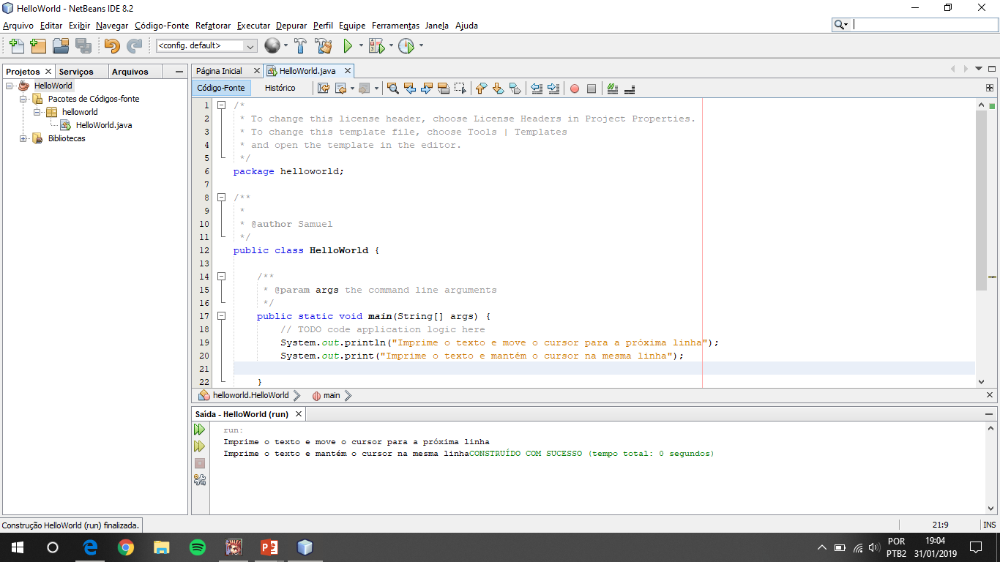 HelloWorld - NetBeans IDE 8.2
Arquivo Editar Exibir Navegar Código-Fonte Refatorar Executar Depurar Perfil Equipe Ferramentas Janela Ajuda
<config. default>
Projetos Serviços Arquivos
Página Inicial HelloWorld.java
HelloWorld
Pacotes de Códigos-fonte
helloworld
HelloWorld.java
Bibliotecas
Código-Fonte Histórico
1 /*
2 * To change this license header, choose License Headers in Project Properties.
3 * To change this template file, choose Tools | Templates
4 * and open the template in the editor.
5 */
6 package helloworld;
7
8 /**
9 *
10 * @author Samuel
11 */
12 public class HelloWorld {
13
14 /**
15 * @param args the command line arguments
16 */
17 public static void main(String[] args) {
18 // TODO code application logic here
19 System.out.println("Imprime o texto e move o cursor para a próxima linha");
20 System.out.print("Imprime o texto e mantém o cursor na mesma linha");
21
22 }
helloworld.HelloWorld main
Saída - HelloWorld (run)
run:
Imprime o texto e move o cursor para a próxima linha
Imprime o texto e mantém o cursor na mesma linhaCONSTRUÍDO COM SUCESSO (tempo total: 0 segundos)
Construção HelloWorld (run) finalizada.
21:9 INS
POR
PTB2
19:04
31/01/2019